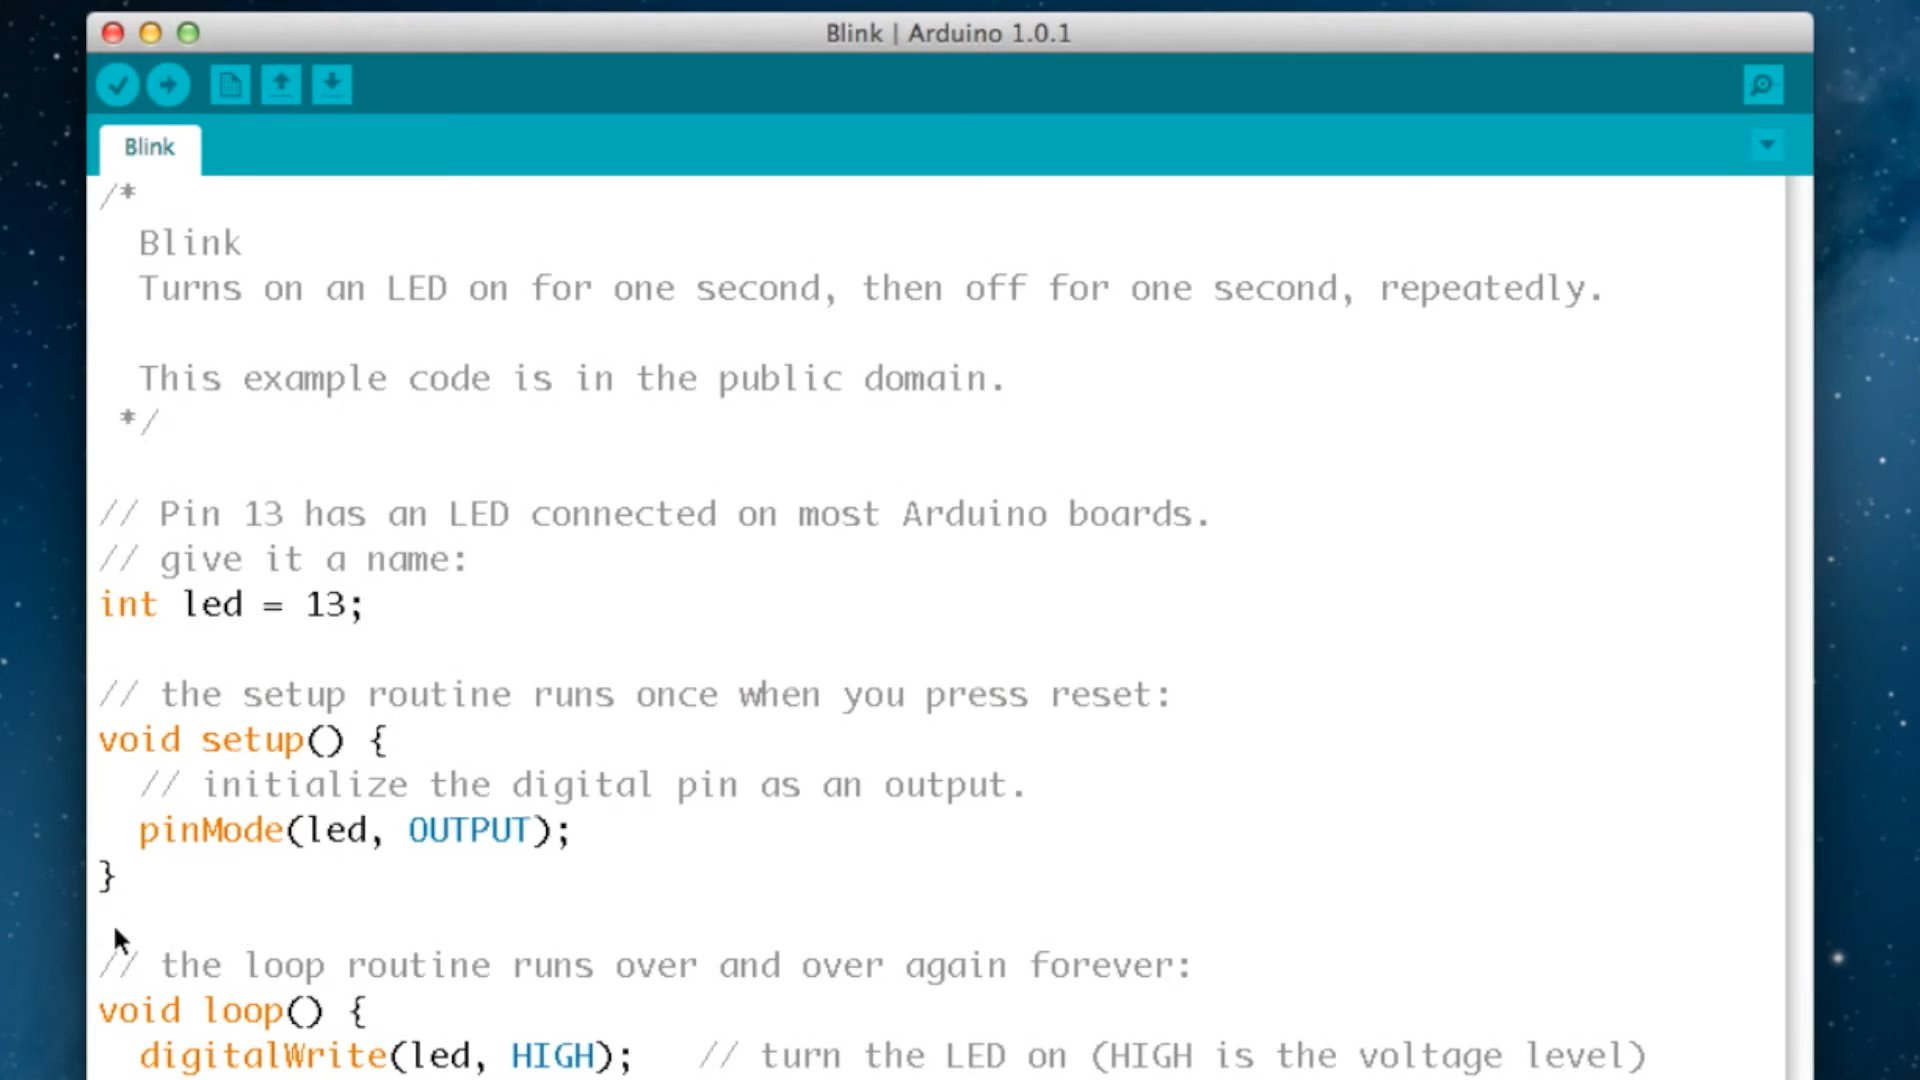 Blink | Arduino 1.0.1
Blink
/*
Blink
Turns on an LED on for one second, then off for one second, repeatedly.
This example code is in the public domain.
*/
// Pin 13 has an LED connected on most Arduino boards.
// give it a name:
int led = 13;
// the setup routine runs once when you press reset:
void setup() {
// initialize the digital pin as an output.
pinMode(led, OUTPUT);
}
// the loop routine runs over and over again forever:
void loop() {
digitalWrite(led, HIGH); // turn the LED on (HIGH is the voltage level)